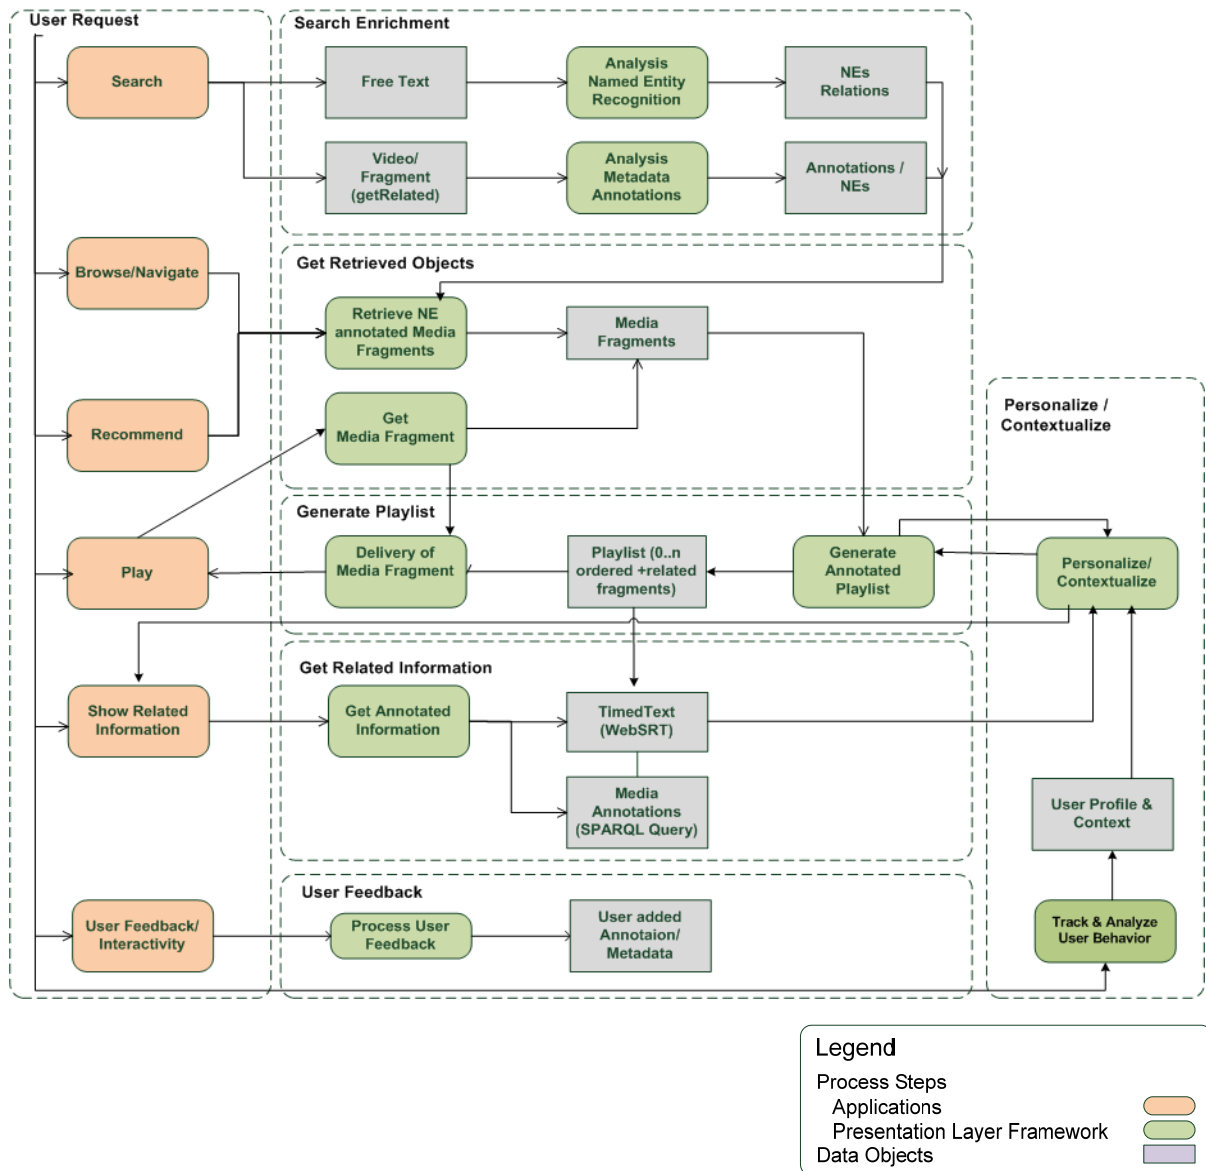 User Request
Search
Browse/Navigate
Recommend
Play
Show Related
Information
User Feedback/
Interactivity
Search Enrichment
Free Text
Analysis
Named Entity
Recognition
NEs
Relations
Video/
Fragment
(getRelated)
Analysis
Metadata
Annotations
Annotations /
NEs
Get Retrieved Objects
Retrieve NE
annotated Media
Fragments
Media
Fragments
Get
Media Fragment
Generate Playlist
Delivery of
Media Fragment
Playlist (0..n
ordered +related
fragments)
Generate
Annotated
Playlist
Get Related Information
Get Annotated
Information
TimedText
(WebSRT)
Media
Annotations
(SPARQL Query)
User Feedback
Process User
Feedback
User added
Annotaion/
Metadata
Personalize /
Contextualize
Personalize/
Contextualize
User Profile &
Context
Track & Analyze
User Behavior
Legend
Process Steps
Applications
Presentation Layer Framework
Data Objects